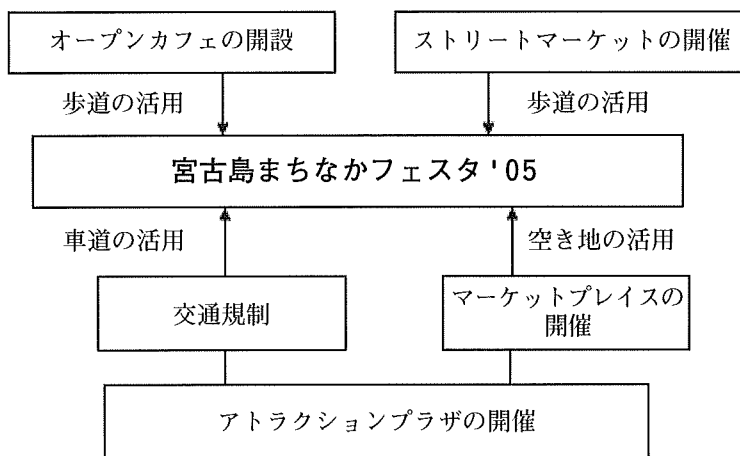 オープンカフェの開設
ストリートマーケットの開催
歩道の活用
歩道の活用
宮古島まちなかフェスタ'05
車道の活用
空き地の活用
交通規制
マーケットプレイスの
開催
アトラクションプラザの開催